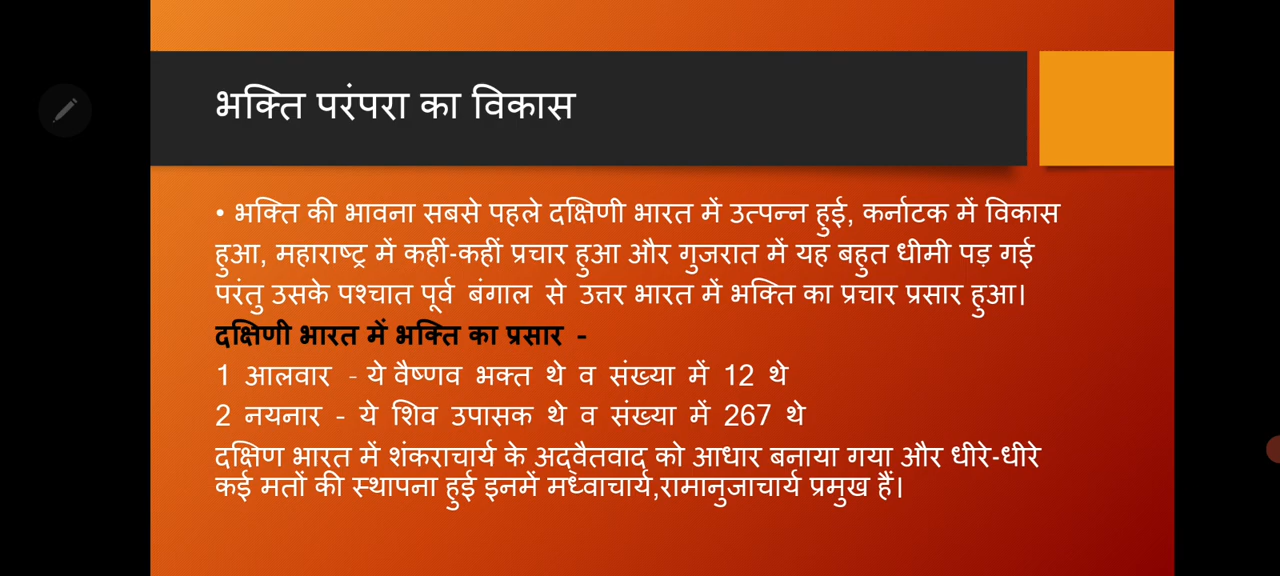 भक्ति परंपरा का विकास
• भक्ति की भावना सबसे पहले दक्षिणी भारत में उत्पन्न हुई, कर्नाटक में विकास
हुआ, महाराष्ट्र में कहीं-कहीं प्रचार हुआ और गुजरात में यह बहुत धीमी पड़ गई
परंतु उसके पश्चात पूर्व बंगाल से उत्तर भारत में भक्ति का प्रचार प्रसार हुआ।
दक्षिणी भारत में भक्ति का प्रसार -
1 आलवार - ये वैष्णव भक्त थे व संख्या में 12 थे
2 नयनार - ये शिव उपासक थे व संख्या में 267 थे
दक्षिण भारत में शंकराचार्य के अद्वैतवाद को आधार बनाया गया और धीरे-धीरे
कई मतों की स्थापना हुई इनमें मध्वाचार्य,रामानुजाचार्य प्रमुख हैं।